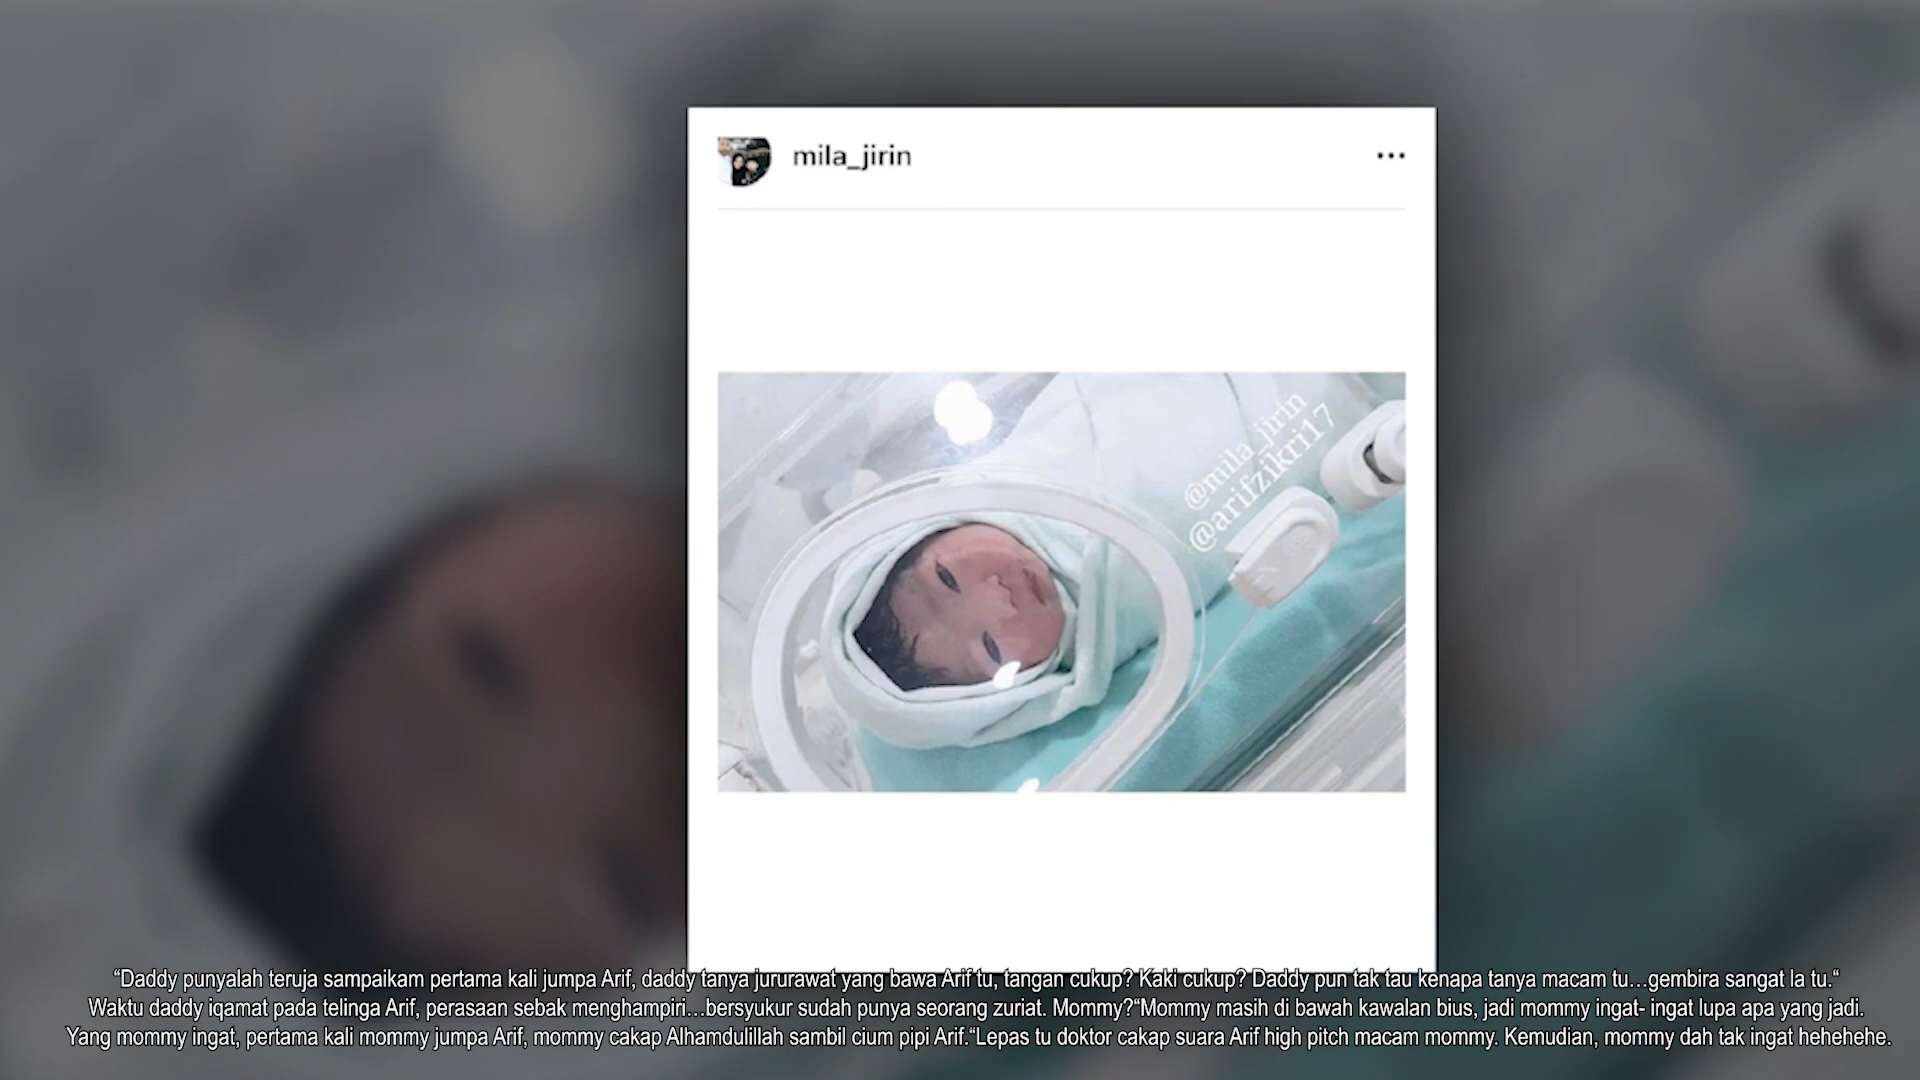 mila_jirin
@mila_jirin
@arifzikri17
“Daddy punyalah teruja sampaikam pertama kali jumpa Arif, daddy tanya jururawat yang bawa Arif tu, tangan cukup? Kaki cukup? Daddy pun tak tau kenapa tanya macam tu...gembira sangat la tu.“
Waktu daddy iqamat pada telinga Arif, perasaan sebak menghampiri...bersyukur sudah punya seorang zuriat. Mommy?“Mommy masih di bawah kawalan bius, jadi mommy ingat- ingat lupa apa yang jadi.
Yang mommy ingat, pertama kali mommy jumpa Arif, mommy cakap Alhamdulillah sambil cium pipi Arif.“Lepas tu doktor cakap suara Arif high pitch macam mommy. Kemudian, mommy dah tak ingat hehehehe.